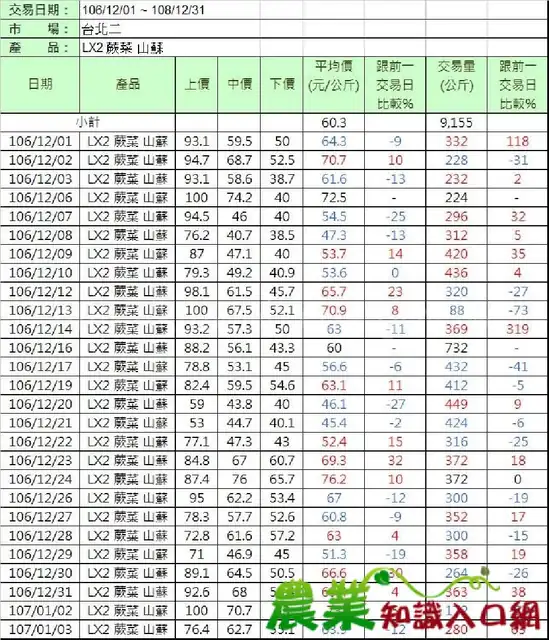 交易日期： 106/12/01 ~ 108/12/31
市 場： 台北二
產 品： LX2 蕨菜 山蘇
日期 產品 上價 中價 下價 平均價(元/公斤) 跟前一交易日比較% 交易量(公斤) 跟前一交易日比較%
小計 60.3 9,155
106/12/01 LX2 蕨菜 山蘇 93.1 59.5 50 64.3 -9 332 118
106/12/02 LX2 蕨菜 山蘇 94.7 68.7 52.5 70.7 10 228 -31
106/12/03 LX2 蕨菜 山蘇 93.1 58.6 38.7 61.6 -13 232 2
106/12/06 LX2 蕨菜 山蘇 100 74.2 40 72.5 - 224 -
106/12/07 LX2 蕨菜 山蘇 94.5 46 40 54.5 -25 296 32
106/12/08 LX2 蕨菜 山蘇 76.2 40.7 38.5 47.3 -13 312 5
106/12/09 LX2 蕨菜 山蘇 87 47.1 40 53.7 14 420 35
106/12/10 LX2 蕨菜 山蘇 79.3 49.2 40.9 53.6 0 436 4
106/12/12 LX2 蕨菜 山蘇 98.1 61.5 45.7 65.7 23 320 -27
106/12/13 LX2 蕨菜 山蘇 100 67.5 52.1 70.9 8 88 -73
106/12/14 LX2 蕨菜 山蘇 93.2 57.3 50 63 -11 369 319
106/12/16 LX2 蕨菜 山蘇 88.2 56.1 43.3 60 - 732 -
106/12/17 LX2 蕨菜 山蘇 78.8 53.1 45 56.6 -6 432 -41
106/12/19 LX2 蕨菜 山蘇 82.4 59.5 54.6 63.1 11 412 -5
106/12/20 LX2 蕨菜 山蘇 59 43.8 40 46.1 -27 449 9
106/12/21 LX2 蕨菜 山蘇 53 44.7 40.1 45.4 -2 424 -6
106/12/22 LX2 蕨菜 山蘇 77.1 47.3 43 52.4 15 316 -25
106/12/23 LX2 蕨菜 山蘇 84.8 67 60.7 69.3 32 372 18
106/12/24 LX2 蕨菜 山蘇 87.4 76 65.7 76.2 10 372 0
106/12/26 LX2 蕨菜 山蘇 95 62.2 53.4 67 -12 300 -19
106/12/27 LX2 蕨菜 山蘇 78.3 57.7 52.6 60.8 -9 352 17
106/12/28 LX2 蕨菜 山蘇 72.8 61.6 57.2 63 4 300 -15
106/12/29 LX2 蕨菜 山蘇 71 46.9 45 51.3 -19 358 19
106/12/30 LX2 蕨菜 山蘇 89.1 64.5 50.5 66.6 30 264 -26
106/12/31 LX2 蕨菜 山蘇 92.6 68 4 363 38
107/01/02 LX2 蕨菜 山蘇 100 70.7
107/01/03 LX2 蕨菜 山蘇 76.4 62.7 280
農業知識入口網